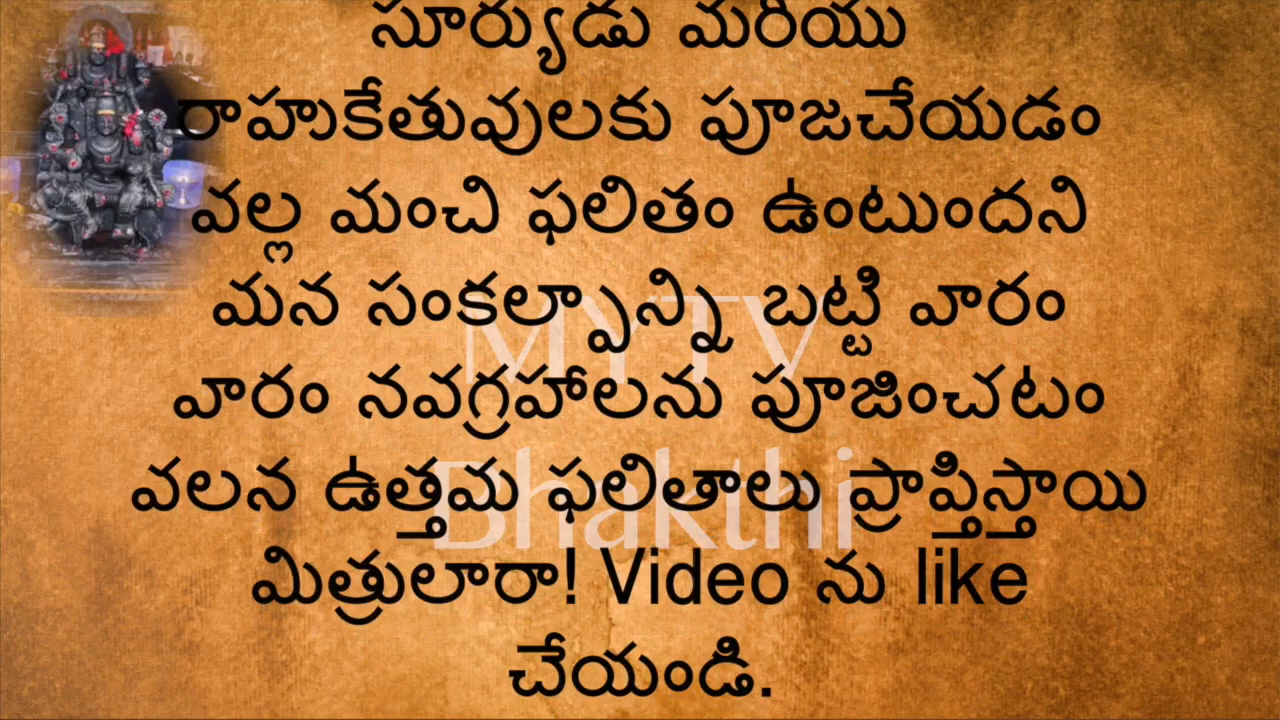 సూర్యుడు మరియు
రాహుకేతువులకు పూజచేయడం
వల్ల మంచి ఫలితం ఉంటుందని
మన సంకల్పాన్ని బట్టి వారం
వారం నవగ్రహాలను పూజించటం
వలన ఉత్తమ ఫలితాలు ప్రాప్తిస్తాయి
మిత్రులారా! Video ను like
చేయండి.
MYTV
Bhakthi